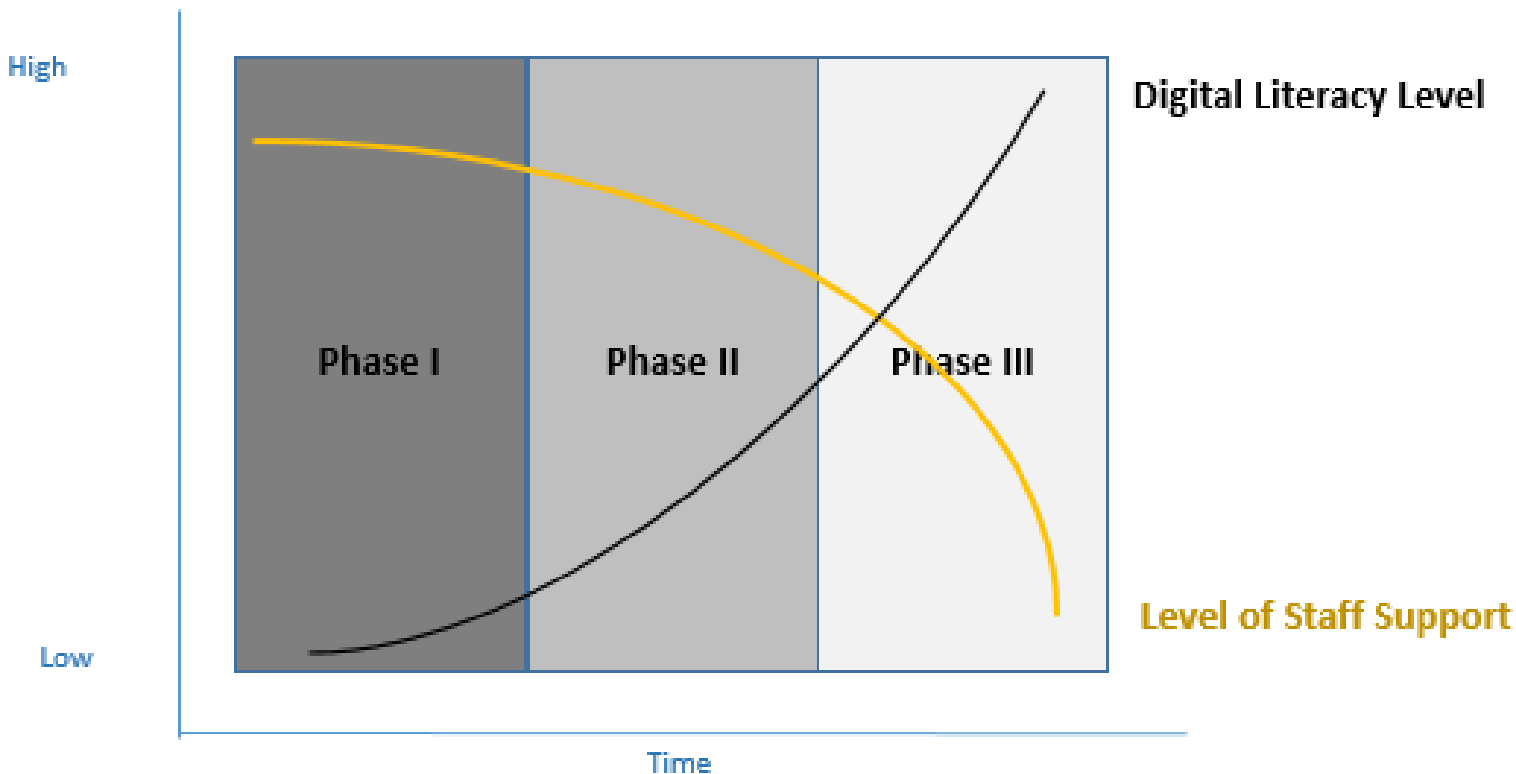 High
Digital Literacy Level
Phase I
Phase II
Phase III
Level of Staff Support
Low
Time